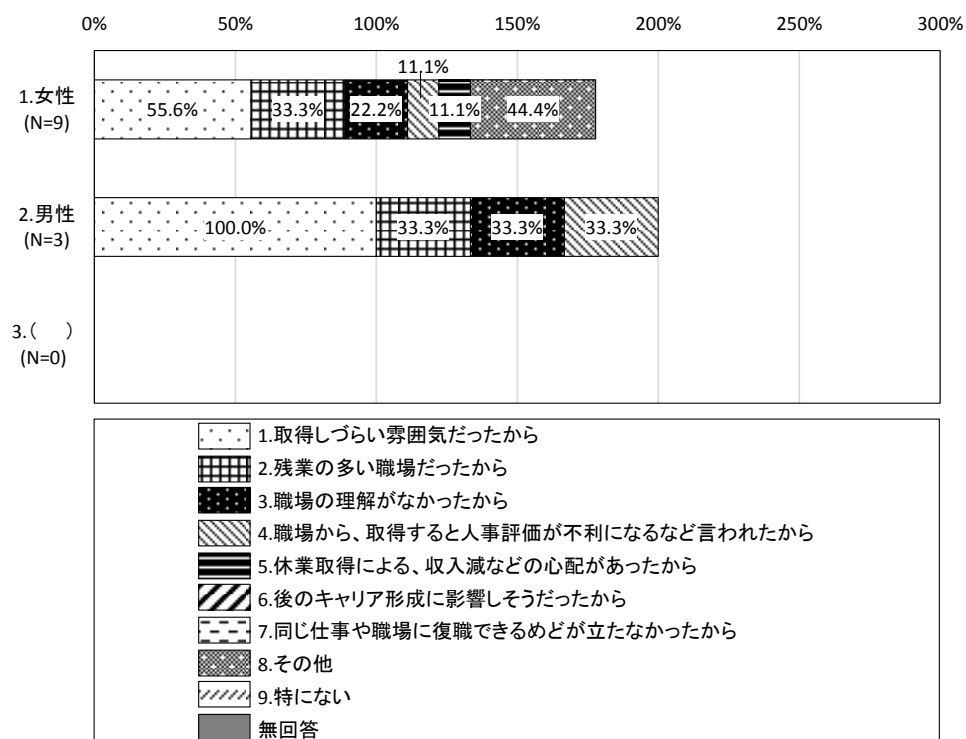 0% 50% 100% 150% 200% 250% 300%
11.1%
1.女性
(N=9)
55.6% 33.3% 22.2% 11.1% 44.4%
2.男性
(N=3)
100.0% 33.3% 33.3% 33.3%
3.(　)
(N=0)
1.取得しづらい雰囲気だったから
2.残業の多い職場だったから
3.職場の理解がなかったから
4.職場から、取得すると人事評価が不利になるなど言われたから
5.休業取得による、収入減などの心配があったから
6.後のキャリア形成に影響しそうだったから
7.同じ仕事や職場に復職できるめどが立たなかったから
8.その他
9.特にない
無回答